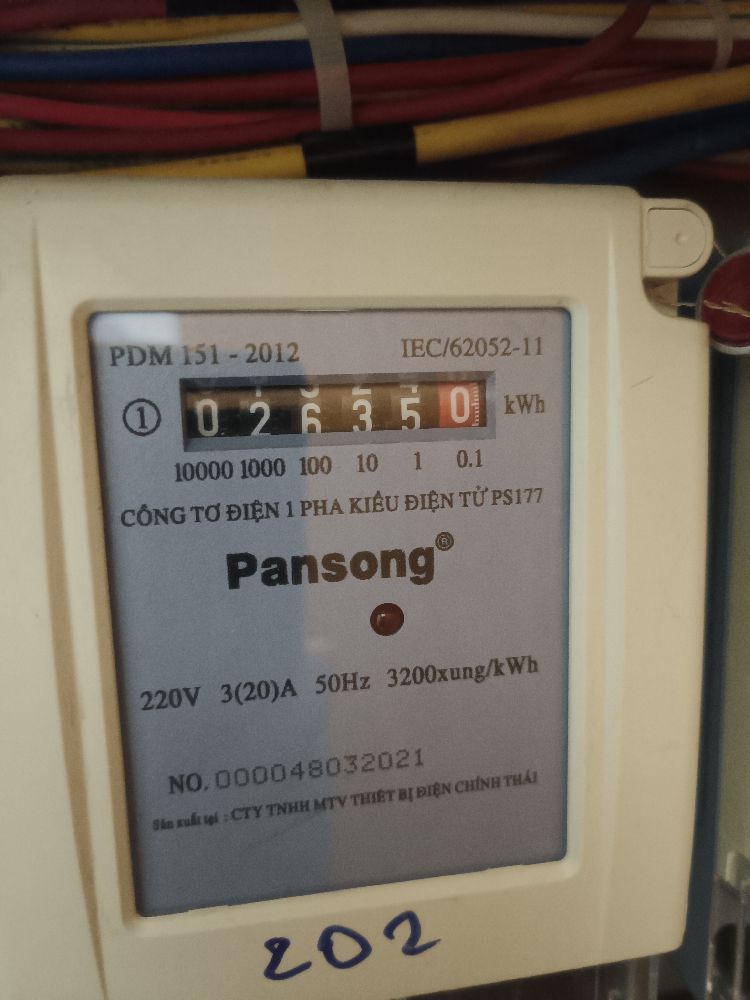 PDM 151 - 2012 IEC/62052-11
① 0 2 6 3 5 0 kWh
10000 1000 100 10 1 0.1
CÔNG TƠ ĐIỆN 1 PHA KIỂU ĐIỆN TỬ PS177
Pansong®
220V 3(20)A 50Hz 3200xung/kWh
NO. 000048032021
Sản xuất tại : CTY TNHH MTV THIẾT BỊ ĐIỆN CHÍNH THÁI
202